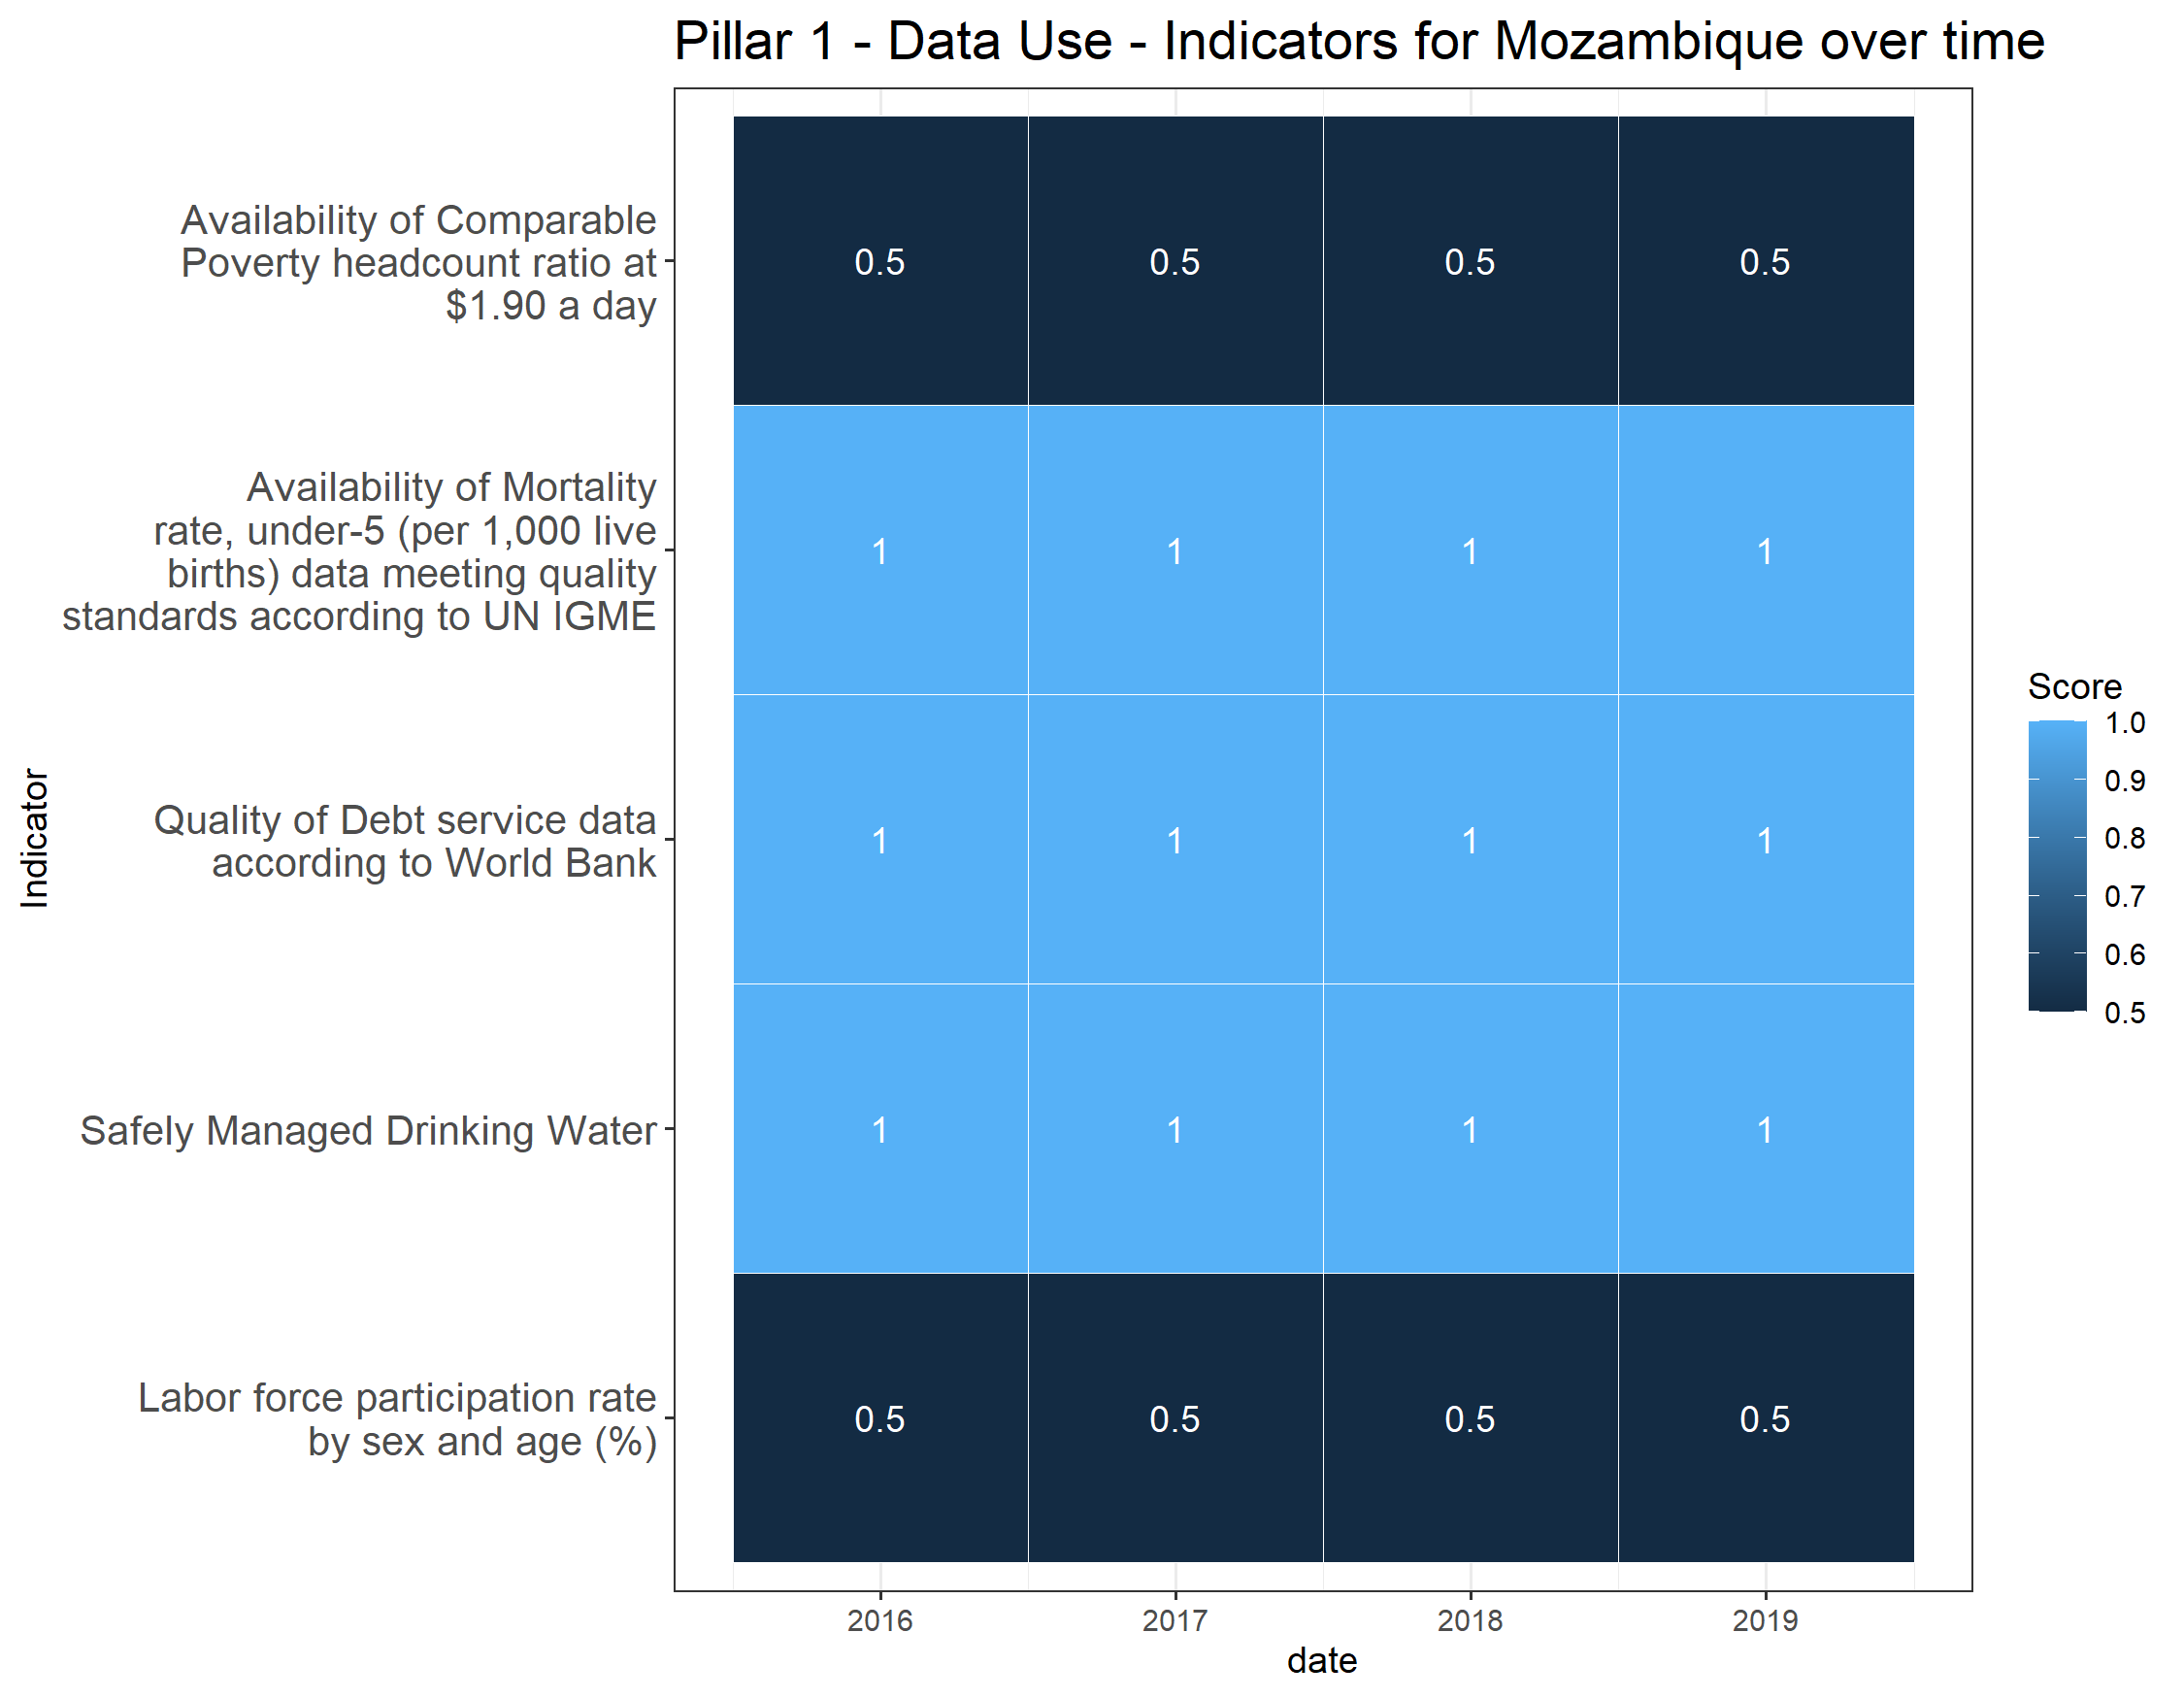 Pillar 1 - Data Use - Indicators for Mozambique over time
Indicator
Availability of Comparable
Poverty headcount ratio at
$1.90 a day
0.5 0.5 0.5 0.5
Availability of Mortality
rate, under-5 (per 1,000 live
births) data meeting quality
standards according to UN IGME
1 1 1 1
Quality of Debt service data
according to World Bank
1 1 1 1
Safely Managed Drinking Water
1 1 1 1
Labor force participation rate
by sex and age (%)
0.5 0.5 0.5 0.5
2016 2017 2018 2019
date
Score
1.0
0.9
0.8
0.7
0.6
0.5